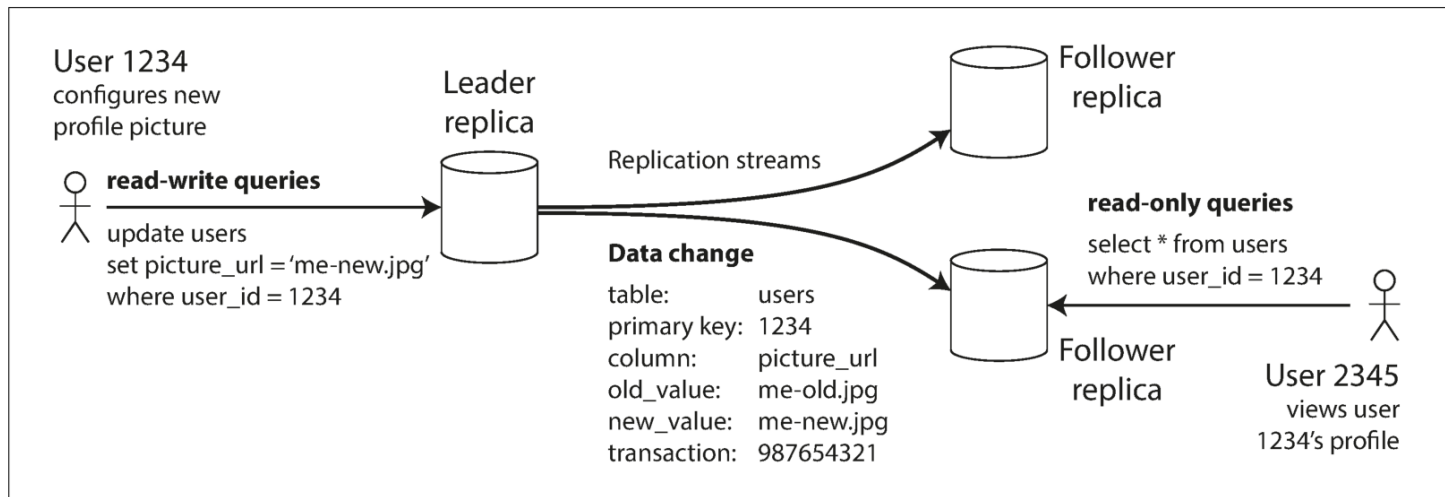 User 1234
configures new
profile picture
read-write queries
update users
set picture_url = ‘me-new.jpg’
where user_id = 1234
Leader
replica
Replication streams
Data change
table: users
primary key: 1234
column: picture_url
old_value: me-old.jpg
new_value: me-new.jpg
transaction: 987654321
Follower
replica
read-only queries
select * from users
where user_id = 1234
Follower
replica
User 2345
views user
1234’s profile